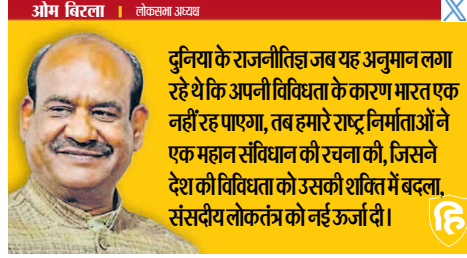 ओम बिरला | लोकसभा अध्यक्ष
दुनिया के राजनीतिज्ञ जब यह अनुमान लगा
रहे थे कि अपनी विविधता के कारण भारत एक
नहीं रह पाएगा, तब हमारे राष्ट्र निर्माताओं ने
एक महान संविधान की रचना की, जिसने
देश की विविधता को उसकी शक्ति में बदला,
संसदीय लोकतंत्र को नई ऊर्जा दी।
हि